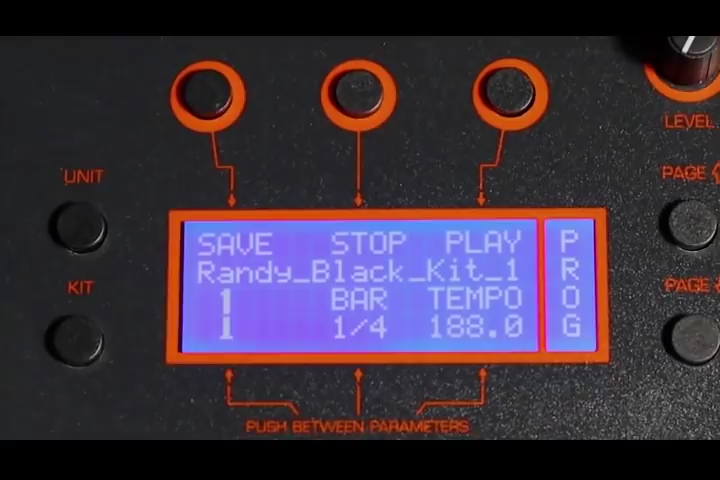 LEVEL
UNIT
PAGE
KIT
PAGE
SAVE STOP PLAY
Randy_Black_Kit_1
1 BAR TEMPO
1/4 188.0
PROG
PUSH BETWEEN PARAMETERS